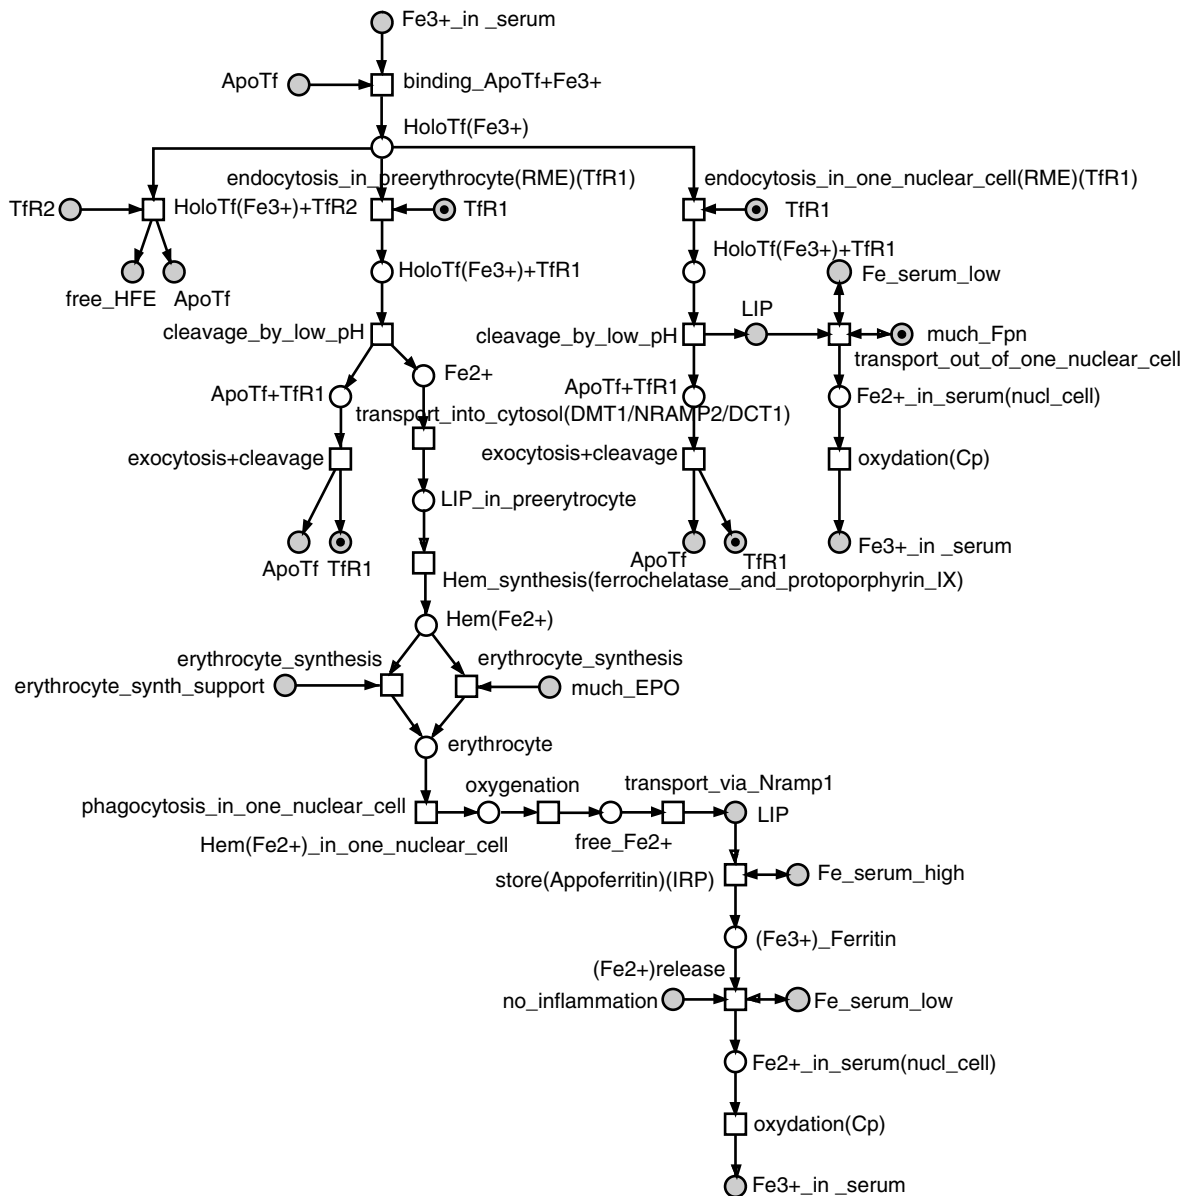 Fe3+_in _serum
ApoTf
binding_ApoTf+Fe3+
HoloTf(Fe3+)
endocytosis_in_preerythrocyte(RME)(TfR1)
endocytosis_in_one_nuclear_cell(RME)(TfR1)
TfR2
HoloTf(Fe3+)+TfR2
TfR1
TfR1
HoloTf(Fe3+)+TfR1
HoloTf(Fe3+)+TfR1
Fe_serum_low
free_HFE
ApoTf
LIP
cleavage_by_low_pH
cleavage_by_low_pH
much_Fpn
transport_out_of_one_nuclear_cell
Fe2+
ApoTf+TfR1
ApoTf+TfR1
Fe2+_in_serum(nucl_cell)
transport_into_cytosol(DMT1/NRAMP2/DCT1)
exocytosis+cleavage
exocytosis+cleavage
oxydation(Cp)
LIP_in_preerytrocyte
Fe3+_in _serum
ApoTf
TfR1
ApoTf
TfR1
Hem_synthesis(ferrochelatase_and_protoporphyrin_IX)
Hem(Fe2+)
erythrocyte_synthesis
erythrocyte_synthesis
erythrocyte_synth_support
much_EPO
erythrocyte
oxygenation
transport_via_Nramp1
phagocytosis_in_one_nuclear_cell
LIP
Hem(Fe2+)_in_one_nuclear_cell
free_Fe2+
store(Appoferritin)(IRP)
Fe_serum_high
(Fe3+)_Ferritin
(Fe2+)release
no_inflammation
Fe_serum_low
Fe2+_in_serum(nucl_cell)
oxydation(Cp)
Fe3+_in _serum